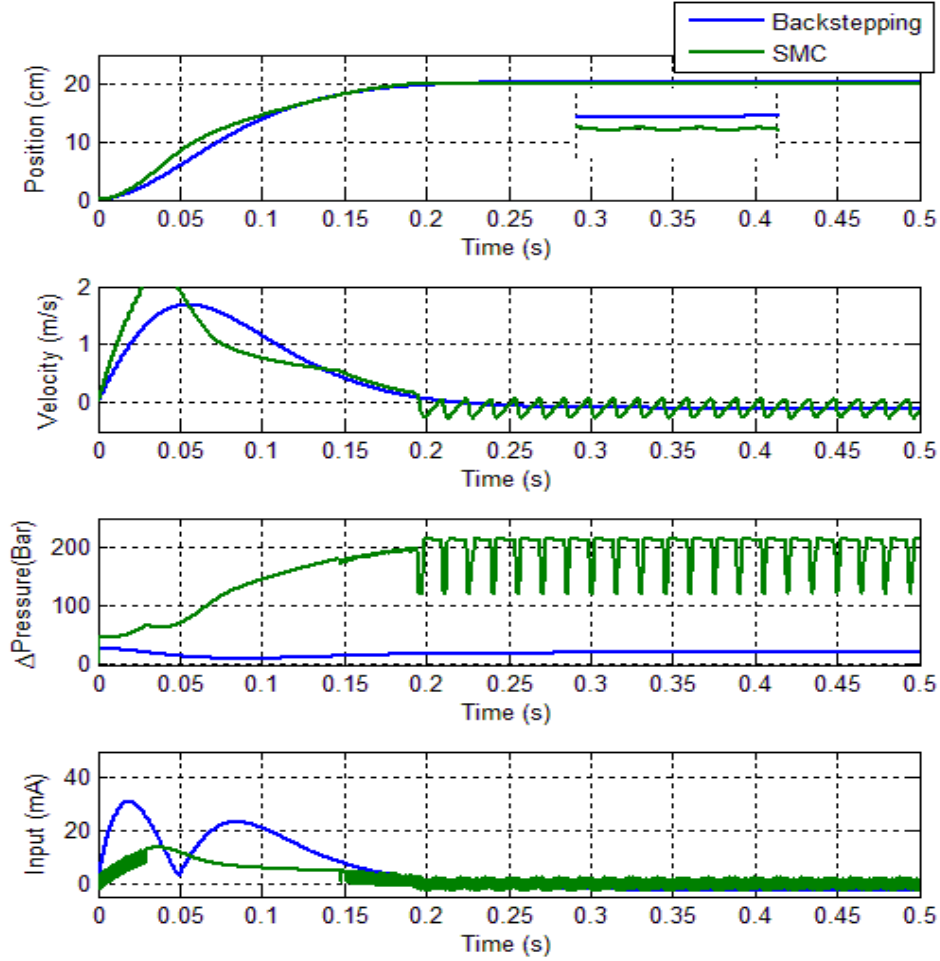 Backstepping
SMC
Position (cm)
20
10
0
0 0.05 0.1 0.15 0.2 0.25 0.3 0.35 0.4 0.45 0.5
Time (s)
Velocity (m/s)
2
1
0
0 0.05 0.1 0.15 0.2 0.25 0.3 0.35 0.4 0.45 0.5
Time (s)
ΔPressure(Bar)
200
100
0
0 0.05 0.1 0.15 0.2 0.25 0.3 0.35 0.4 0.45 0.5
Time (s)
Input (mA)
40
20
0
0 0.05 0.1 0.15 0.2 0.25 0.3 0.35 0.4 0.45 0.5
Time (s)